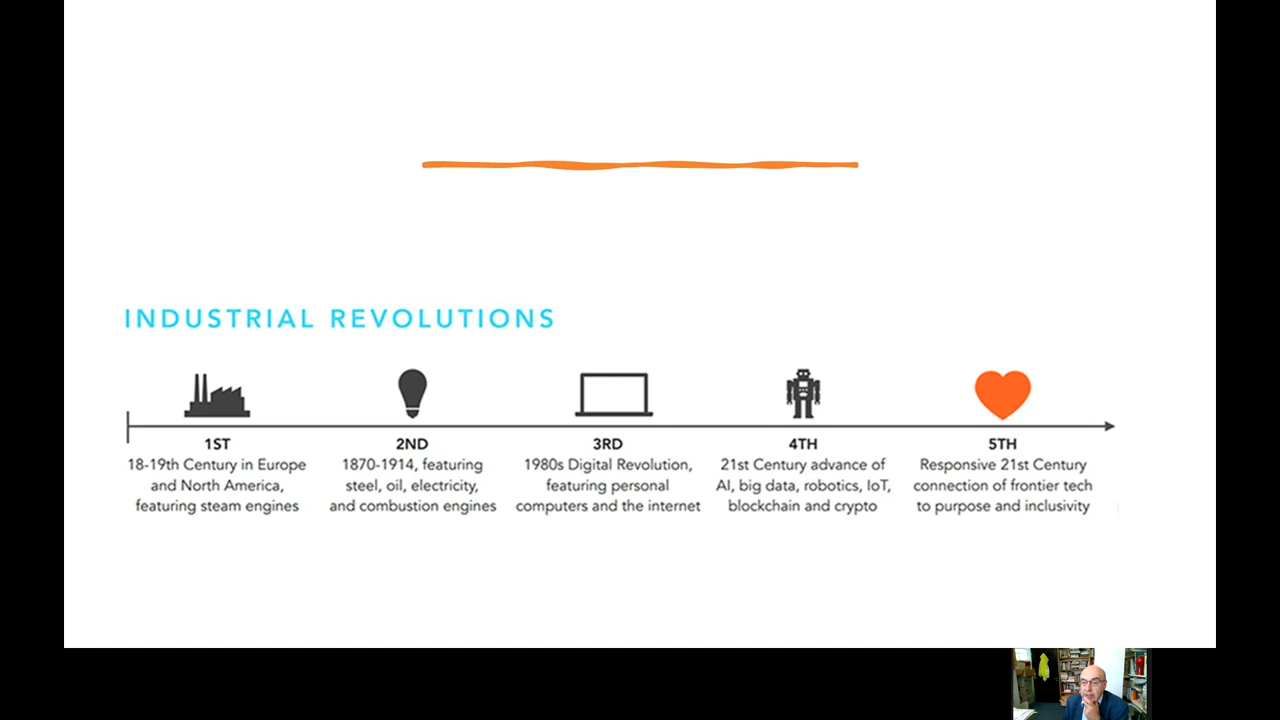 INDUSTRIAL REVOLUTIONS
1ST
18-19th Century in Europe
and North America,
featuring steam engines
2ND
1870-1914, featuring
steel, oil, electricity,
and combustion engines
3RD
1980s Digital Revolution,
featuring personal
computers and the internet
4TH
21st Century advance of
AI, big data, robotics, IoT,
blockchain and crypto
5TH
Responsive 21st Century
connection of frontier tech
to purpose and inclusivity